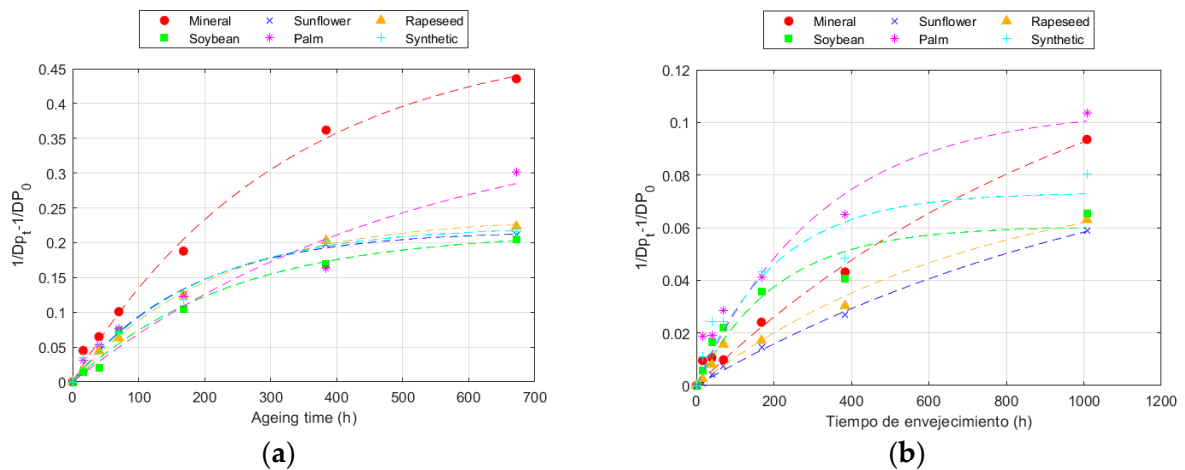 Mineral Sunflower Rapeseed
Soybean Palm Synthetic
0.45
0.4
0.35
0.3
0.25
0.2
0.15
0.1
0.05
0
0 100 200 300 400 500 600 700
1/Dp_t-1/DP_0
Ageing time (h)
(a)
Mineral Sunflower Rapeseed
Soybean Palm Synthetic
0.12
0.1
0.08
0.06
0.04
0.02
0
0 200 400 600 800 1000 1200
1/Dp_t-1/DP_0
Tiempo de envejecimiento (h)
(b)